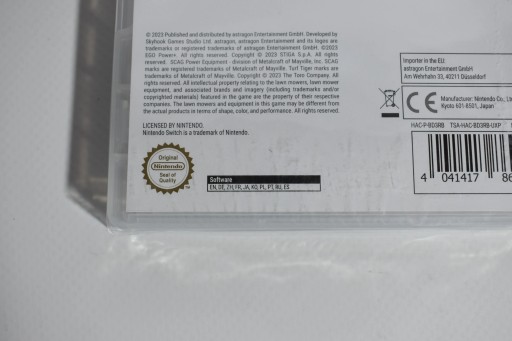 © 2023 Published and distributed by astragon Entertainment GmbH. Developed by
Skyhook Games Studio Ltd. astragon, astragon Entertainment and its logos are
trademarks or registered trademarks of astragon Entertainment GmbH. ©2023
EGO Power+. All rights reserved. Copyright © 2023 STIGA S.p.A. All rights
reserved. SCAG Power Equipment - division of Metalcraft of Mayville, Inc. SCAG
marks are registered trademarks of Metalcraft of Mayville. Turf Tiger marks are
trademarks of Metalcraft of Mayville. Copyright © 2023 The Toro Company. All
rights reserved. All intellectual property relating to the lawn mowers, lawn mower
equipment, and associated brands and imagery (including trademarks and/or
copyrighted materials) featured in the game are the property of their respective
companies. The lawn mowers and equipment in this game may be different from
the actual products in terms of shape, color, and performance. All rights reserved.
LICENSED BY NINTENDO.
Nintendo Switch is a trademark of Nintendo.
Original
Nintendo
Seal of
Quality
TM
Software
EN, DE, ZH, FR, JA, KO, PL, PT, RU, ES
Importer in the EU:
astragon Entertainment GmbH
Am Wehrhahn 33, 40211 Düsseldorf
CE
Manufacturer: Nintendo Co., Lt
Kyoto 601-8501, Japan
HAC-P-BD3RB TSA-HAC-BD3RB-UXP
4 041417 86